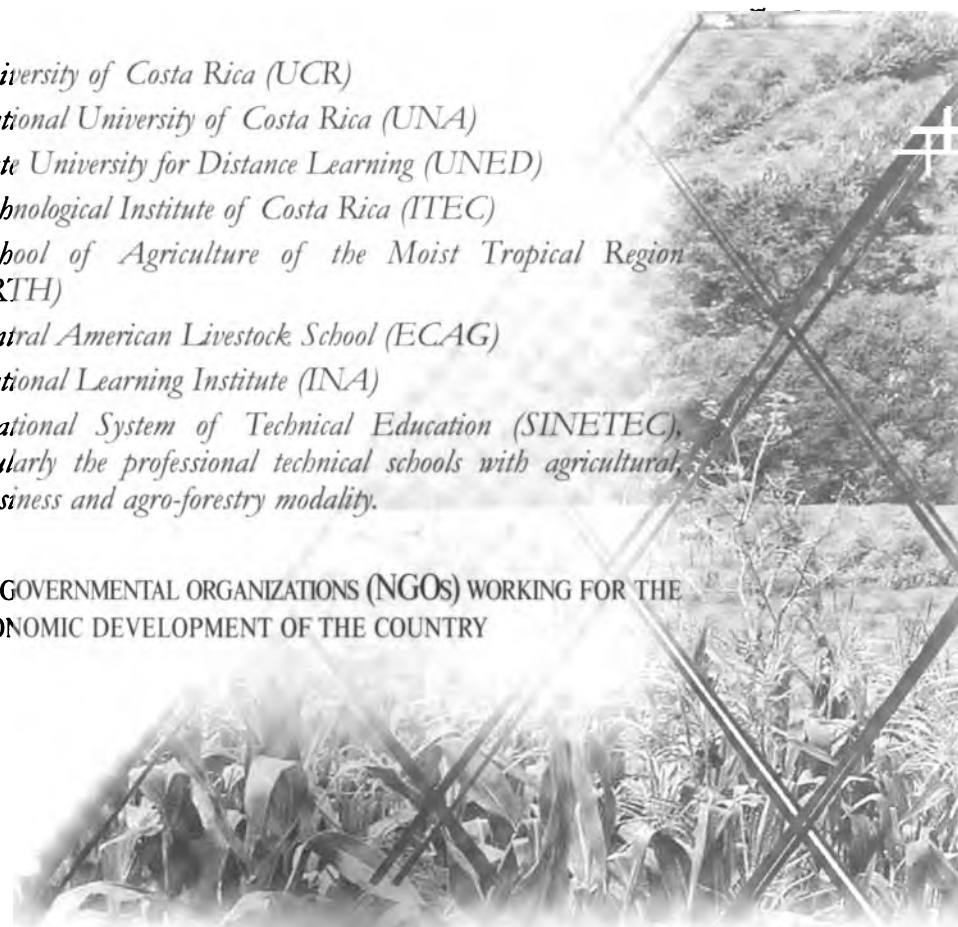 iversity of Costa Rica (UCR)
tional University of Costa Rica (UNA)
te University for Distance Learning (UNED)
hnological Institute of Costa Rica (ITEC)
hool of Agriculture of the Moist Tropical Region
RTH)
ntral American Livestock School (ECAG)
tional Learning Institute (INA)
ational System of Technical Education (SINETEC),
ularly the professional technical schools with agricultural,
siness and agro-forestry modality.
GOVERNMENTAL ORGANIZATIONS (NGOS) WORKING FOR THE
ONOMIC DEVELOPMENT OF THE COUNTRY